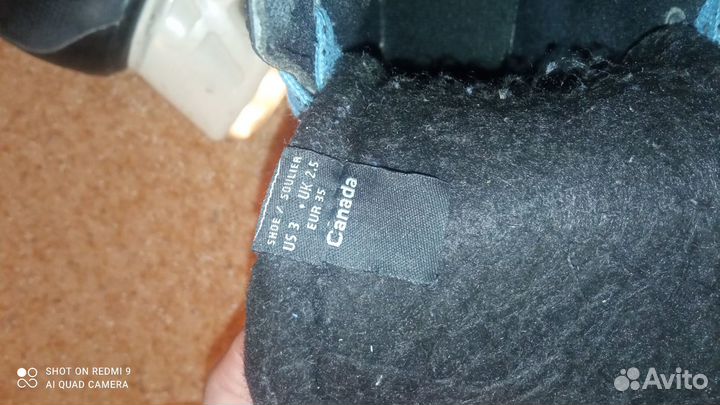 SHOE / SOULIER
US 3 • UK 2.5
EUR 35
Canada
SHOT ON REDMI 9
AI QUAD CAMERA
Avito